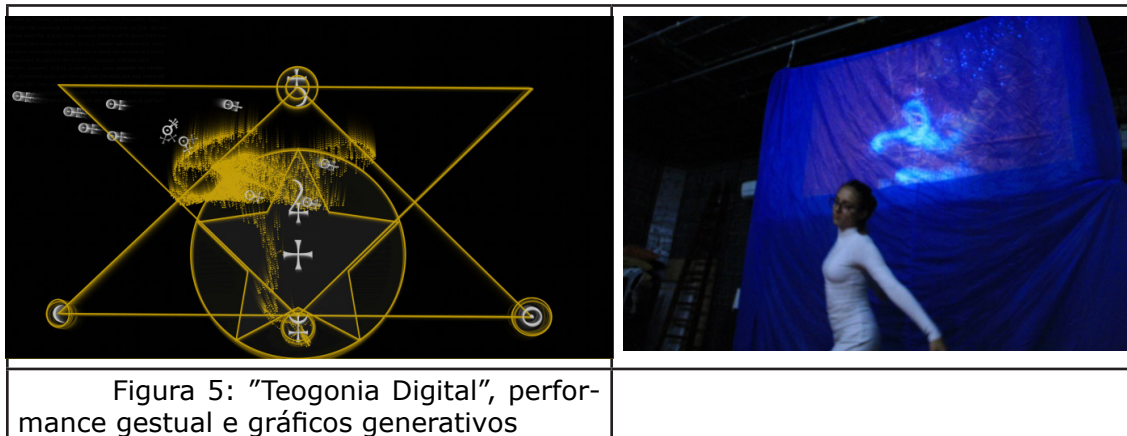 Figura 5: ”Teogonia Digital”, perfor-
mance gestual e gráficos generativos